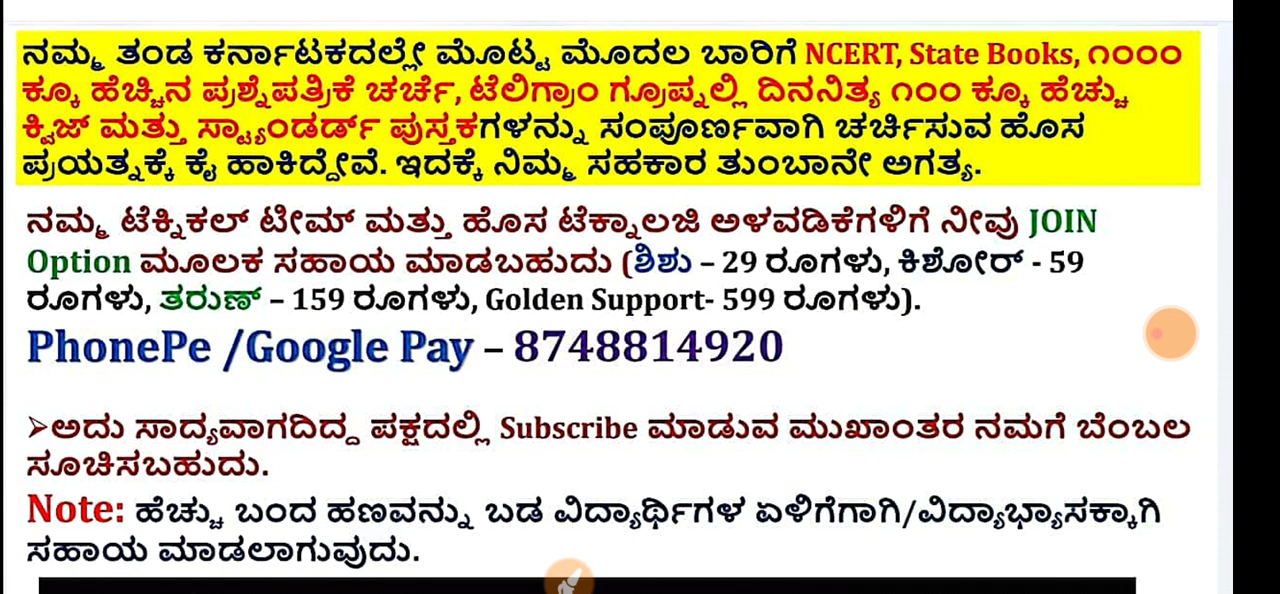 ನಮ್ಮ ತಂಡ ಕರ್ನಾಟಕದಲ್ಲೇ ಮೊಟ್ಟ ಮೊದಲ ಬಾರಿಗೆ NCERT, State Books, ೧೦೦೦
ಕ್ಕೂ ಹೆಚ್ಚಿನ ಪ್ರಶ್ನೆಪತ್ರಿಕೆ ಚರ್ಚೆ, ಟೆಲಿಗ್ರಾಂ ಗ್ರೂಪ್ನಲ್ಲಿ ದಿನನಿತ್ಯ ೧೦೦ ಕ್ಕೂ ಹೆಚ್ಚು
ಕ್ವಿಜ್ ಮತ್ತು ಸ್ಟ್ಯಾಂಡರ್ಡ್ ಪುಸ್ತಕಗಳನ್ನು ಸಂಪೂರ್ಣವಾಗಿ ಚರ್ಚಿಸುವ ಹೊಸ
ಪ್ರಯತ್ನಕ್ಕೆ ಕೈ ಹಾಕಿದ್ದೇವೆ. ಇದಕ್ಕೆ ನಿಮ್ಮ ಸಹಕಾರ ತುಂಬಾನೇ ಅಗತ್ಯ.
ನಮ್ಮ ಟೆಕ್ನಿಕಲ್ ಟೀಮ್ ಮತ್ತು ಹೊಸ ಟೆಕ್ನಾಲಜಿ ಅಳವಡಿಕೆಗಳಿಗೆ ನೀವು JOIN
Option ಮೂಲಕ ಸಹಾಯ ಮಾಡಬಹುದು (ಶಿಶು – 29 ರೂಗಳು, ಕಿಶೋರ್ - 59
ರೂಗಳು, ತರುಣ್ – 159 ರೂಗಳು, Golden Support- 599 ರೂಗಳು).
PhonePe /Google Pay – 8748814920
➢ಅದು ಸಾದ್ಯವಾಗದಿದ್ದ ಪಕ್ಷದಲ್ಲಿ Subscribe ಮಾಡುವ ಮುಖಾಂತರ ನಮಗೆ ಬೆಂಬಲ
ಸೂಚಿಸಬಹುದು.
Note: ಹೆಚ್ಚು ಬಂದ ಹಣವನ್ನು ಬಡ ವಿದ್ಯಾರ್ಥಿಗಳ ಏಳಿಗೆಗಾಗಿ/ವಿದ್ಯಾಭ್ಯಾಸಕ್ಕಾಗಿ
ಸಹಾಯ ಮಾಡಲಾಗುವುದು.